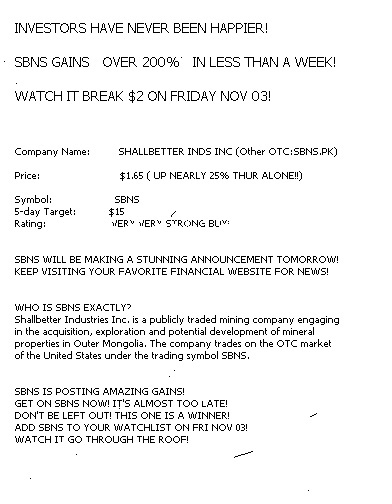 INVESTORS HAVE NEVER BEEN HAPPIER!
SBNS GAINS OVER 200% IN LESS THAN A WEEK!
WATCH IT BREAK $2 ON FRIDAY NOV 03!
Company Name: SHALLBETTER INDS INC (Other OTC:SBNS.PK)
Price: $1.65 ( UP NEARLY 25% THUR ALONE!!)
Symbol: SBNS
5-day Target: $15
Rating: VERY VERY STRONG BUY!
SBNS WILL BE MAKING A STUNNING ANNOUNCEMENT TOMORROW!
KEEP VISITING YOUR FAVORITE FINANCIAL WEBSITE FOR NEWS!
WHO IS SBNS EXACTLY?
Shallbetter Industries Inc. is a publicly traded mining company engaging
in the acquisition, exploration and potential development of mineral
properties in Outer Mongolia. The company trades on the OTC market
of the United States under the trading symbol SBNS.
SBNS IS POSTING AMAZING GAINS!
GET ON SBNS NOW! IT'S ALMOST TOO LATE!
DON'T BE LEFT OUT! THIS ONE IS A WINNER!
ADD SBNS TO YOUR WATCHLIST ON FRI NOV 03!
WATCH IT GO THROUGH THE ROOF!